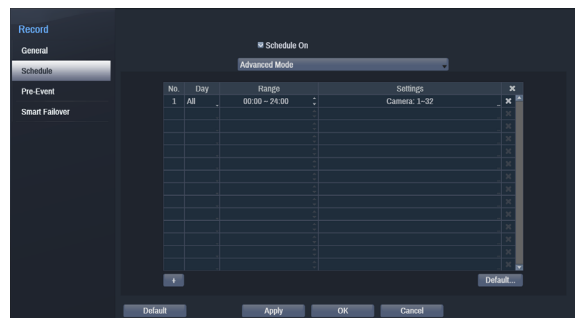 Record
General
Schedule
Pre-Event
Smart Failover
Schedule On
Advanced Mode
No. Day Range Settings
1 All 00:00 ~ 24:00 Camera: 1~32
Default...
Default Apply OK Cancel